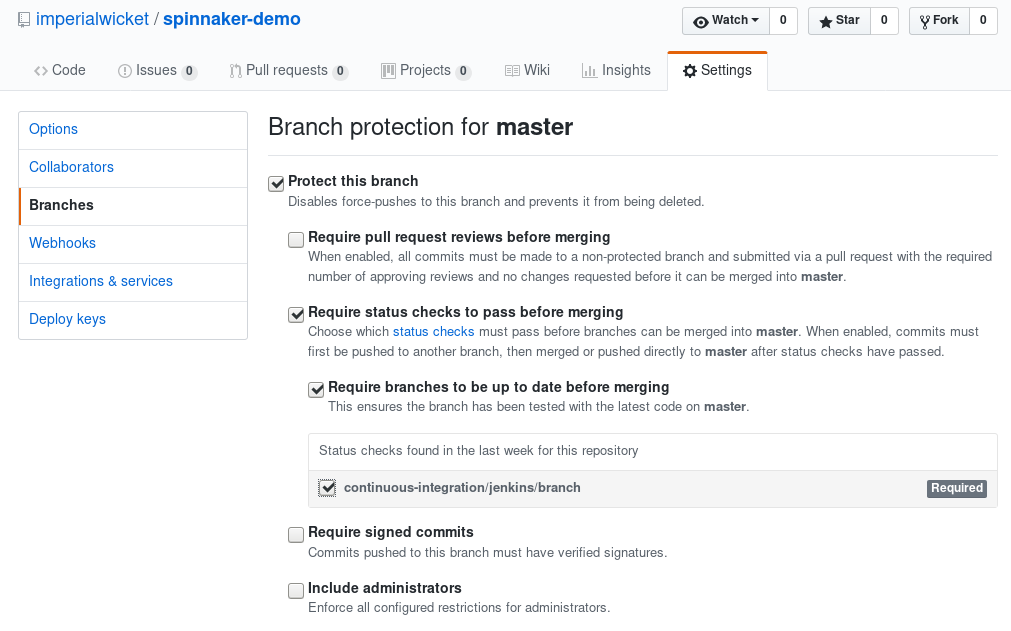 imperialwicket / spinnaker-demo
Watch 0 Star 0 Fork 0
Code Issues 0 Pull requests 0 Projects 0 Wiki Insights Settings
Options
Collaborators
Branches
Webhooks
Integrations & services
Deploy keys
Branch protection for master
Protect this branch
Disables force-pushes to this branch and prevents it from being deleted.
Require pull request reviews before merging
When enabled, all commits must be made to a non-protected branch and submitted via a pull request with the required
number of approving reviews and no changes requested before it can be merged into master.
Require status checks to pass before merging
Choose which status checks must pass before branches can be merged into master. When enabled, commits must
first be pushed to another branch, then merged or pushed directly to master after status checks have passed.
Require branches to be up to date before merging
This ensures the branch has been tested with the latest code on master.
Status checks found in the last week for this repository
continuous-integration/jenkins/branch Required
Require signed commits
Commits pushed to this branch must have verified signatures.
Include administrators
Enforce all configured restrictions for administrators.